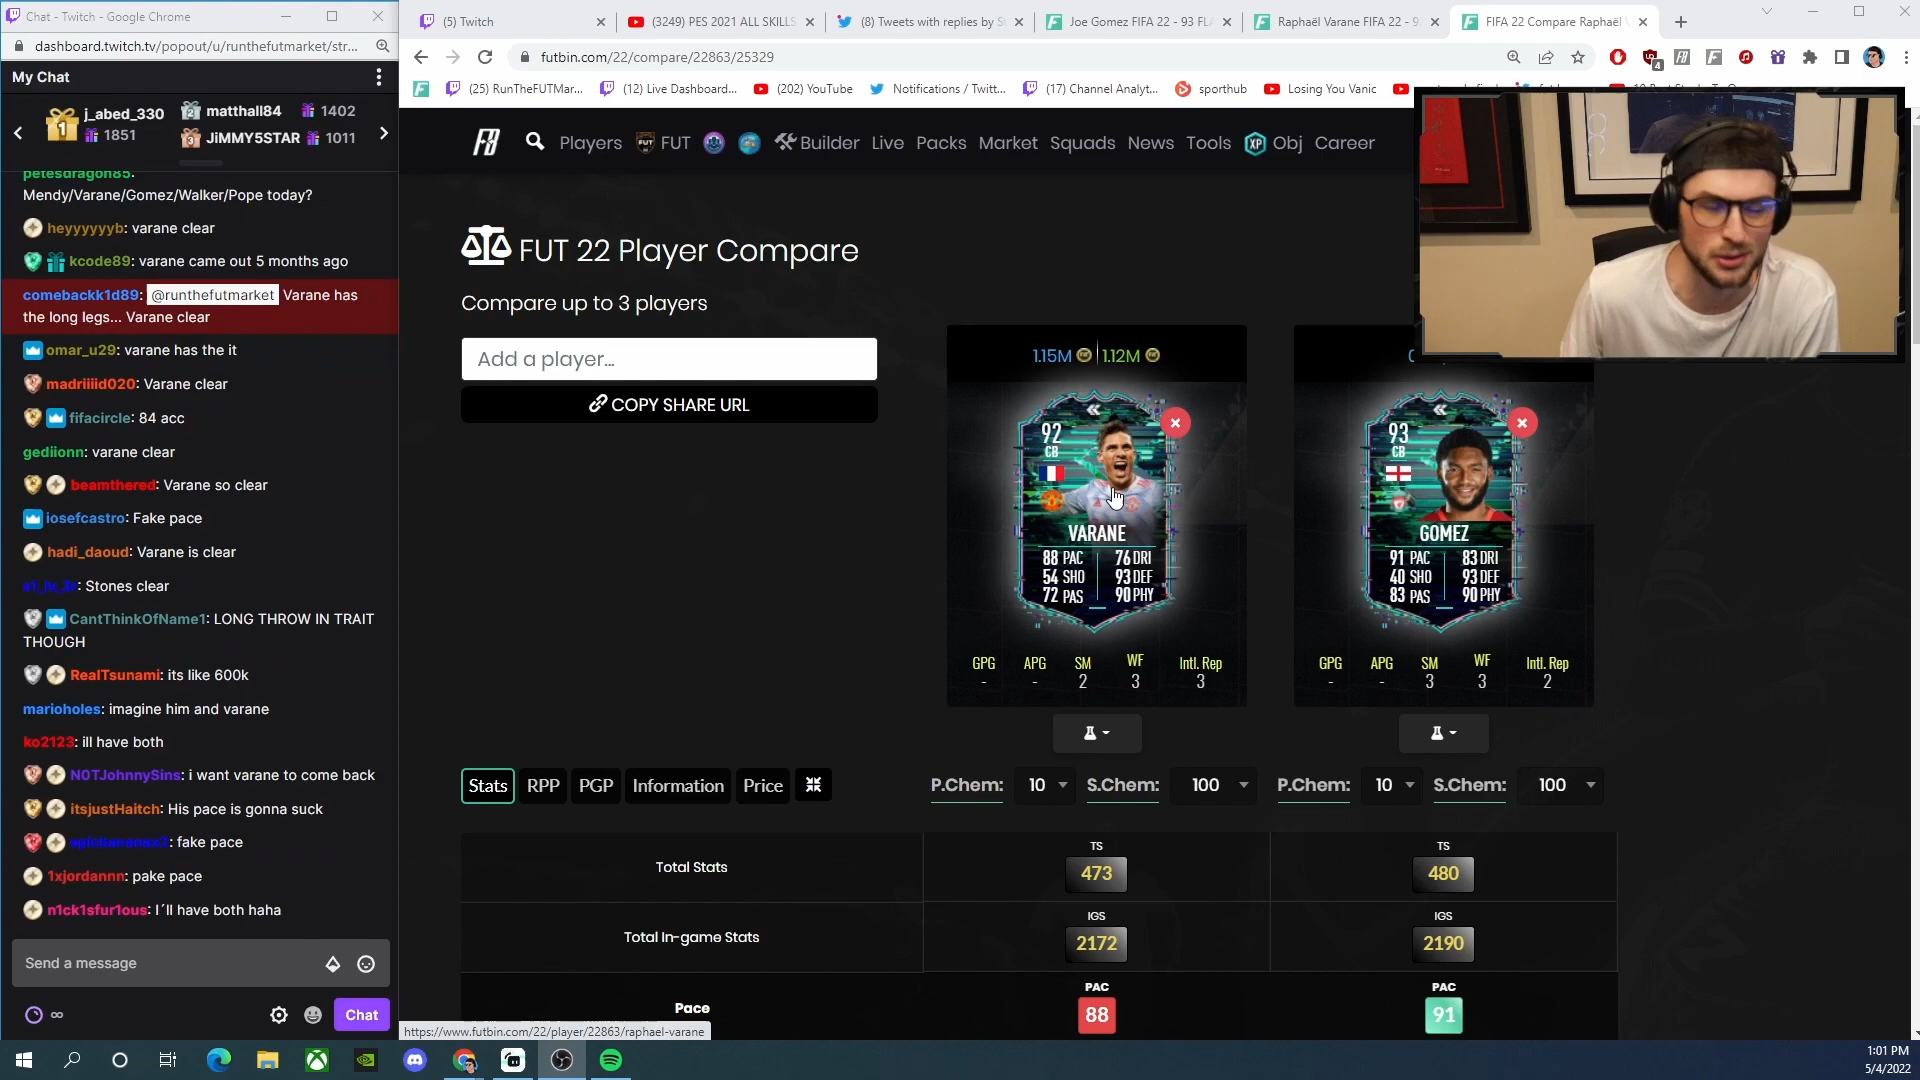 Chat - Twitch - Google Chrome
dashboard.twitch.tv/popout/u/runthefutmarket/str...
My Chat
1 j_abed_330
1851
2 matthall84 1402
3 JiMMY5STAR 1011
petesdragon85:
Mendy/Varane/Gomez/Walker/Pope today?
heyyyyyyb: varane clear
kcode89: varane came out 5 months ago
comebackk1d89: @runthefutmarket Varane has
the long legs... Varane clear
omar_u29: varane has the it
madriiiid020: Varane clear
fifacircle: 84 acc
gediionn: varane clear
beamthered: Varane so clear
iosefcastro: Fake pace
hadi_daoud: Varane is clear
: Stones clear
CantThinkOfName1: LONG THROW IN TRAIT
THOUGH
RealTsunami: its like 600k
marioholes: imagine him and varane
ko2123: ill have both
N0TJohnnySins: i want varane to come back
itsjustHaitch: His pace is gonna suck
: fake pace
1xjordannn: pake pace
n1ck1sfur1ous: I´ll have both haha
Send a message
∞
Chat
(5) Twitch
(3249) PES 2021 ALL SKILLS
(8) Tweets with replies by
Joe Gomez FIFA 22 - 93 FL
Raphaël Varane FIFA 22 - 9
FIFA 22 Compare Raphaël
futbin.com/22/compare/22863/25329
4
(25) RunTheFUTMar...
(12) Live Dashboard...
(202) YouTube
Notifications / Twitt...
(17) Channel Analyt...
sporthub
Losing You Vanic
Players
FUT
Builder
Live
Packs
Market
Squads
News
Tools
XP Obj
Career
FUT 22 Player Compare
Compare up to 3 players
Add a player...
COPY SHARE URL
1.15M 1.12M
92
CB
VARANE
88 PAC 76 DRI
54 SHO 93 DEF
72 PAS 90 PHY
GPG APG SM WF Intl. Rep
- - 2 3 3
93
CB
GOMEZ
91 PAC 83 DRI
40 SHO 93 DEF
83 PAS 90 PHY
GPG APG SM WF Intl. Rep
- - 3 3 2
Stats
RPP
PGP
Information
Price
P.Chem: 10 S.Chem: 100
P.Chem: 10 S.Chem: 100
Total Stats
TS
473
TS
480
Total In-game Stats
IGS
2172
IGS
2190
Pace
PAC
88
PAC
91
https://www.futbin.com/22/player/22863/raphael-varane
1:01 PM
5/4/2022